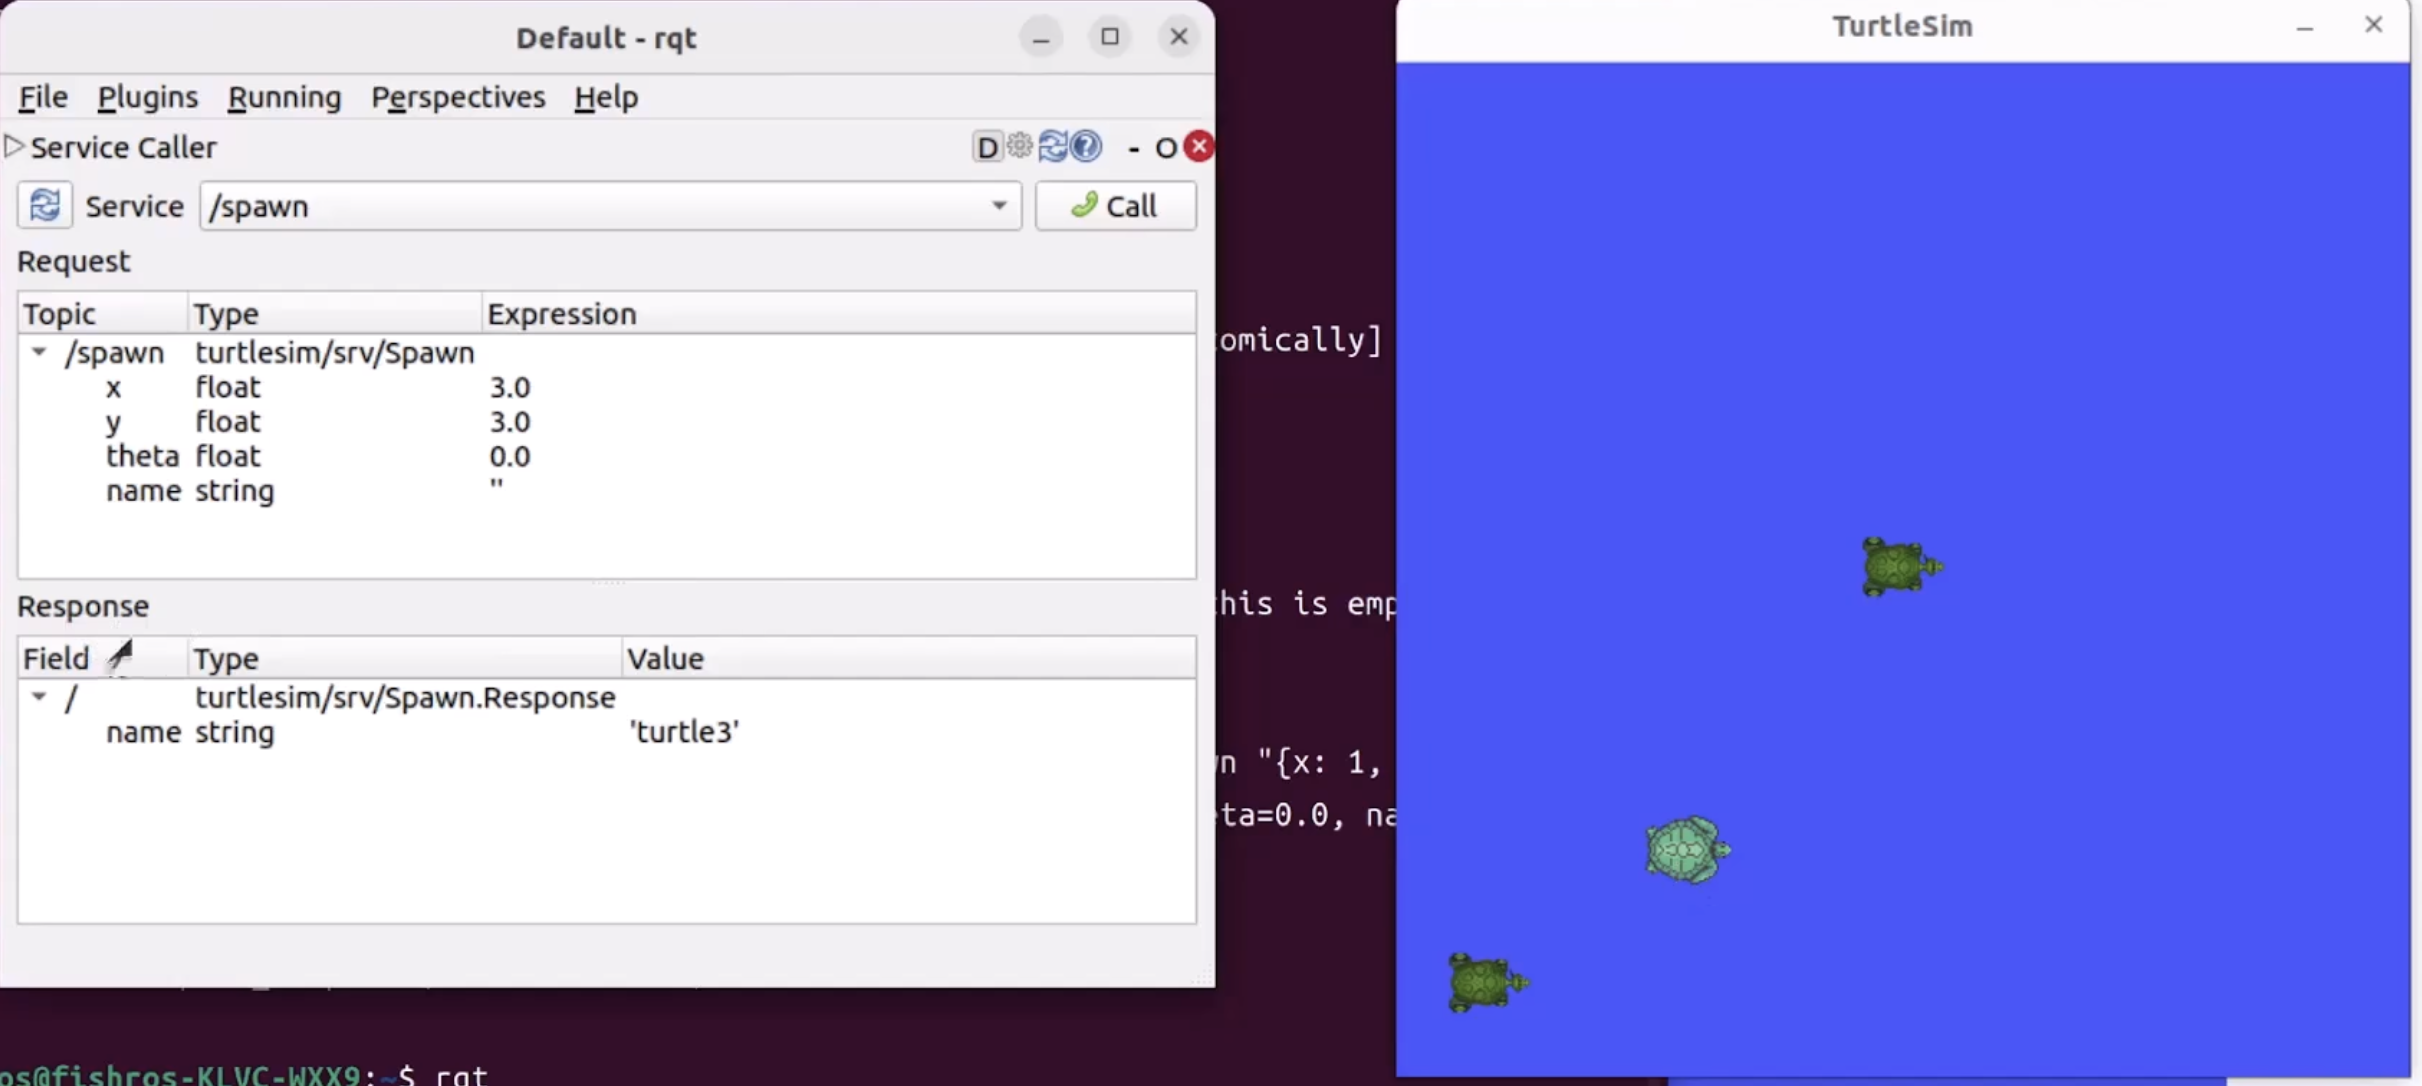 Default - rqt
File Plugins Running Perspectives Help
Service Caller
D - O
Service /spawn Call
Request
Topic Type Expression
/spawn turtlesim/srv/Spawn
x float 3.0
y float 3.0
theta float 0.0
name string ''
Response
Field Type Value
/ turtlesim/srv/Spawn.Response
name string 'turtle3'
omically]
this is emp
n "{x: 1,
ta=0.0, na
os@fishros-KLVC-WXX9:~$ rqt
TurtleSim